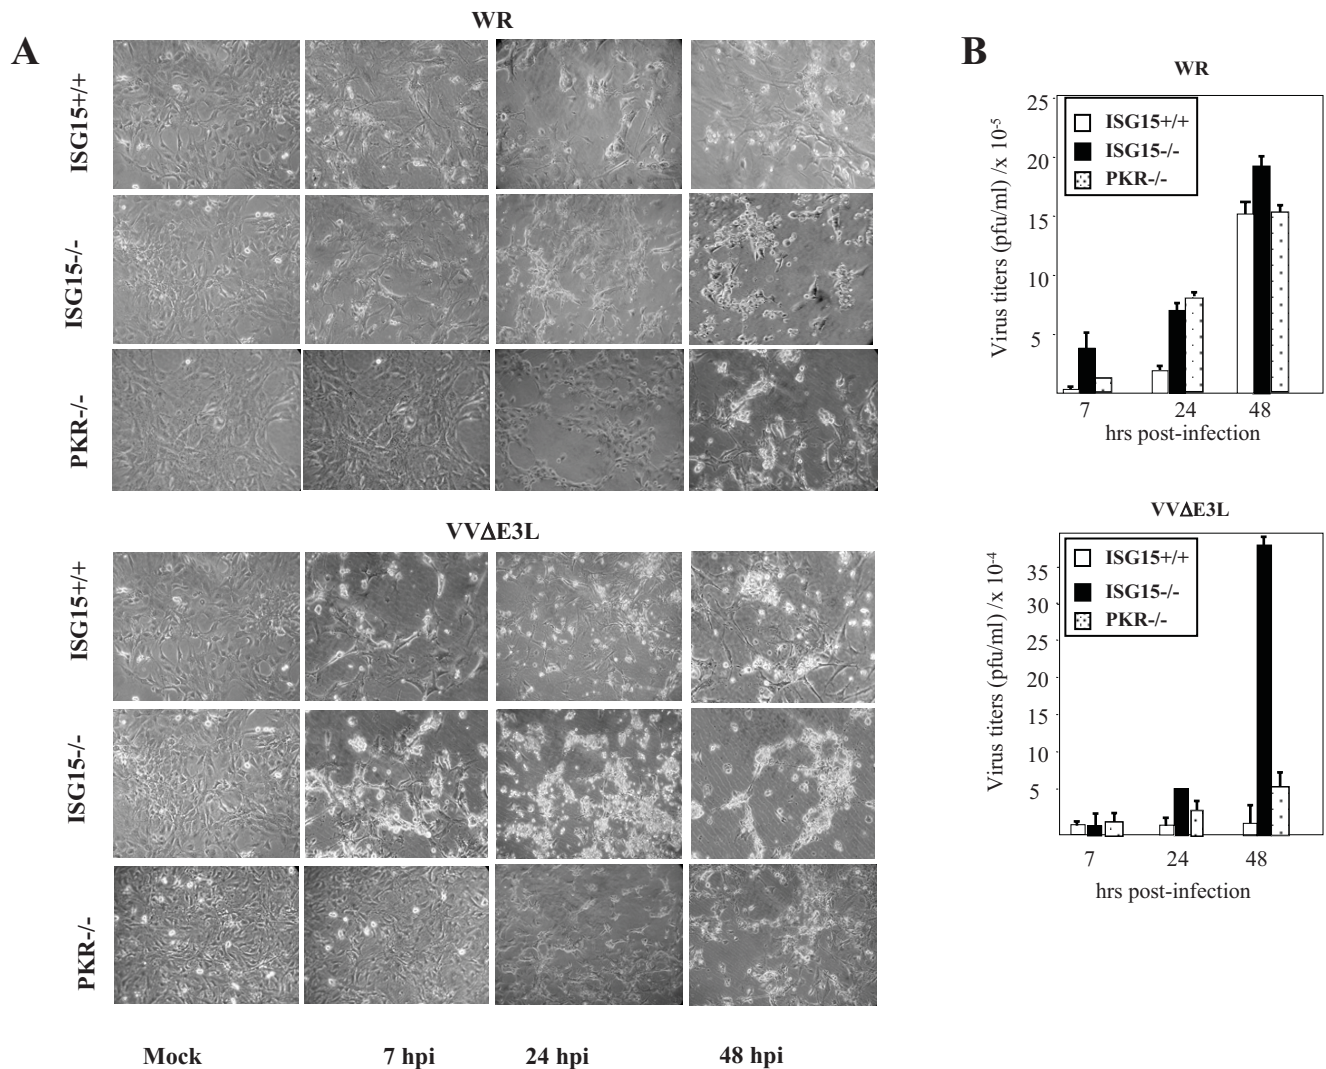 A
WR
ISG15+/+
ISG15-/-
PKR-/-
VVΔE3L
ISG15+/+
ISG15-/-
PKR-/-
Mock
7 hpi
24 hpi
48 hpi
B
WR
Virus titers (pfu/ml) /x 10-5
25
20
15
10
5
ISG15+/+
ISG15-/-
PKR-/-
7
24
48
hrs post-infection
VVΔE3L
Virus titers (pfu/ml) /x 10-4
35
30
25
20
15
10
5
ISG15+/+
ISG15-/-
PKR-/-
7
24
48
hrs post-infection